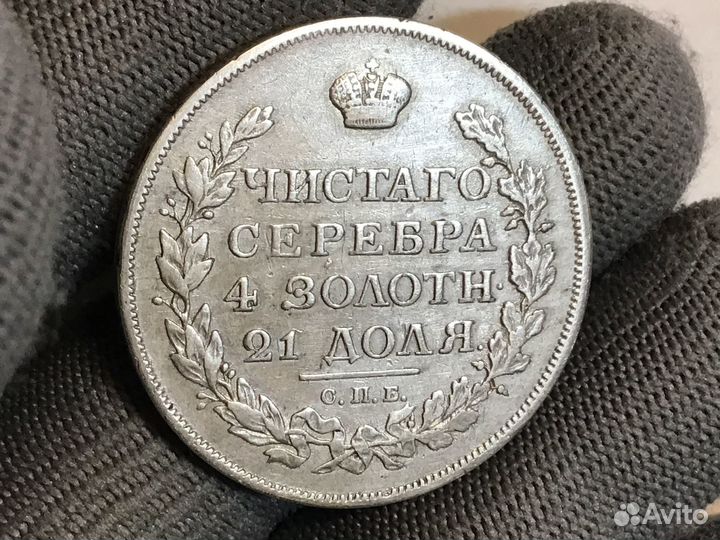 ЧИСТАГО
СЕРЕБРА
4 ЗОЛОТН.
21 ДОЛЯ.
С.П.Б.
Avito